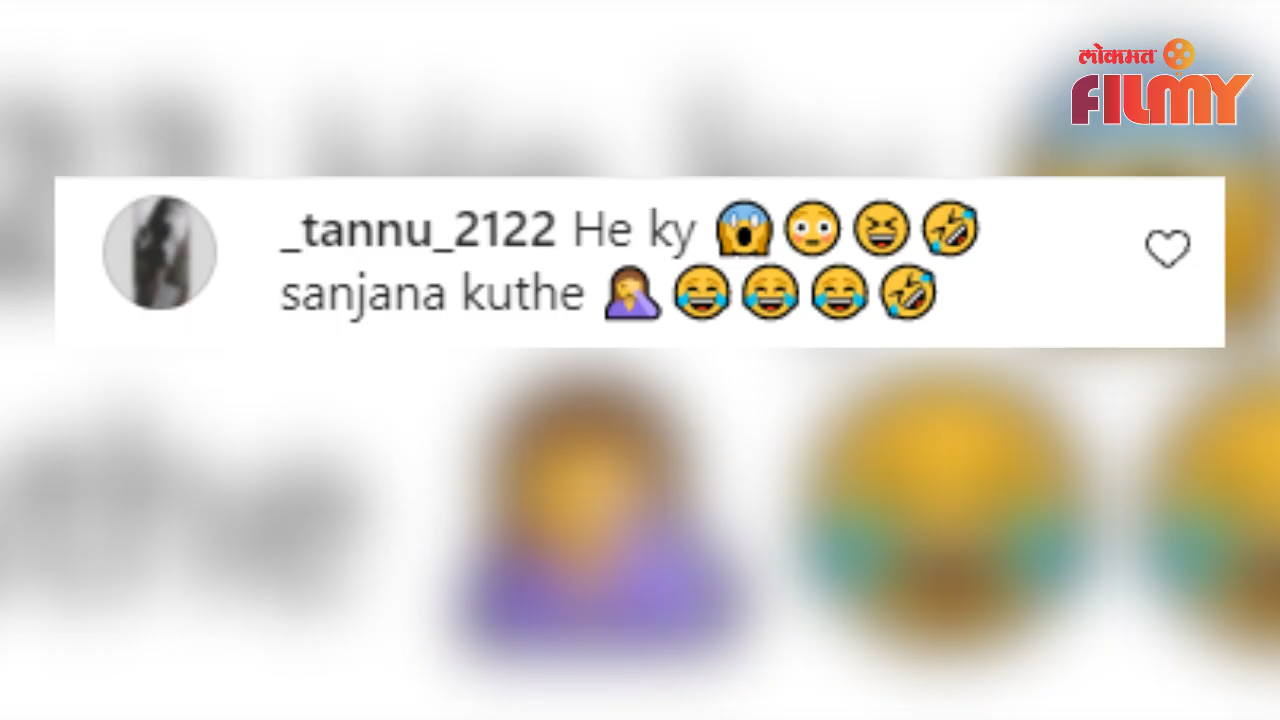 लोकमत
FILMY
_tannu_2122 He ky 😱😳😆🤣
sanjana kuthe 🤦‍♀️😂😂😂🤣